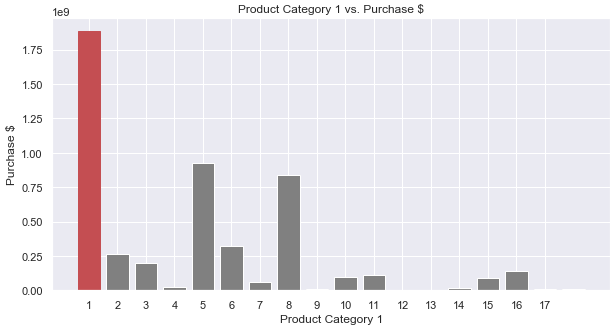 Product Category 1 vs. Purchase $
1e9
1.75
1.50
1.25
1.00
0.75
0.50
0.25
0.00
Purchase $
1 2 3 4 5 6 7 8 9 10 11 12 13 14 15 16 17
Product Category 1